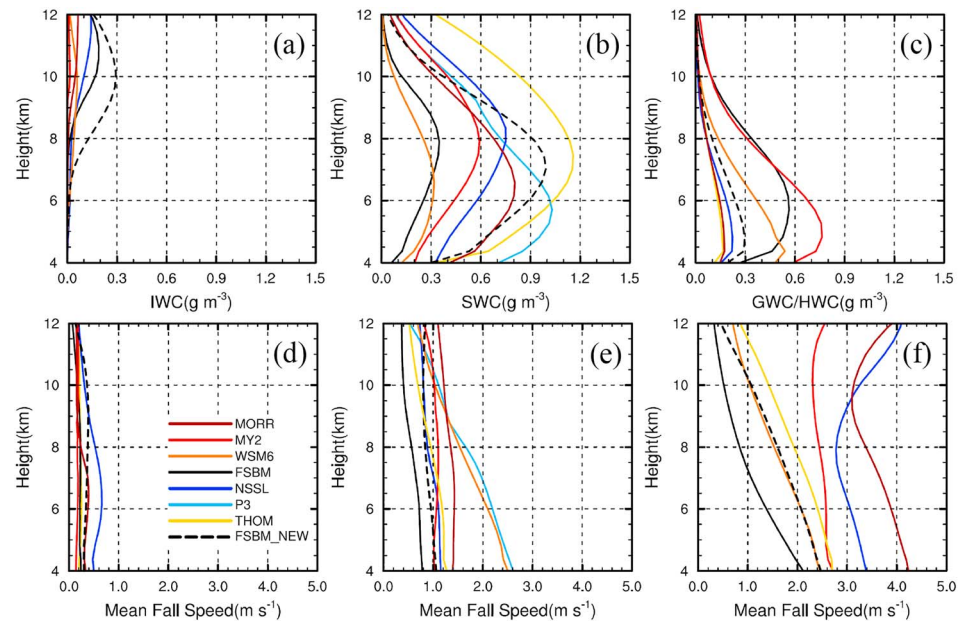 12
10
8
6
4
Height(km)
(a)
0.0 0.3 0.6 0.9 1.2 1.5
IWC(g m⁻³)
12
10
8
6
4
Height(km)
(b)
0.0 0.3 0.6 0.9 1.2 1.5
SWC(g m⁻³)
12
10
8
6
4
Height(km)
(c)
0.0 0.3 0.6 0.9 1.2 1.5
GWC/HWC(g m⁻³)
12
10
8
6
4
Height(km)
(d)
MORR
MY2
WSM6
FSBM
NSSL
P3
THOM
FSBM_NEW
0.0 1.0 2.0 3.0 4.0 5.0
Mean Fall Speed(m s⁻¹)
12
10
8
6
4
Height(km)
(e)
0.0 1.0 2.0 3.0 4.0 5.0
Mean Fall Speed(m s⁻¹)
12
10
8
6
4
Height(km)
(f)
0.0 1.0 2.0 3.0 4.0 5.0
Mean Fall Speed(m s⁻¹)